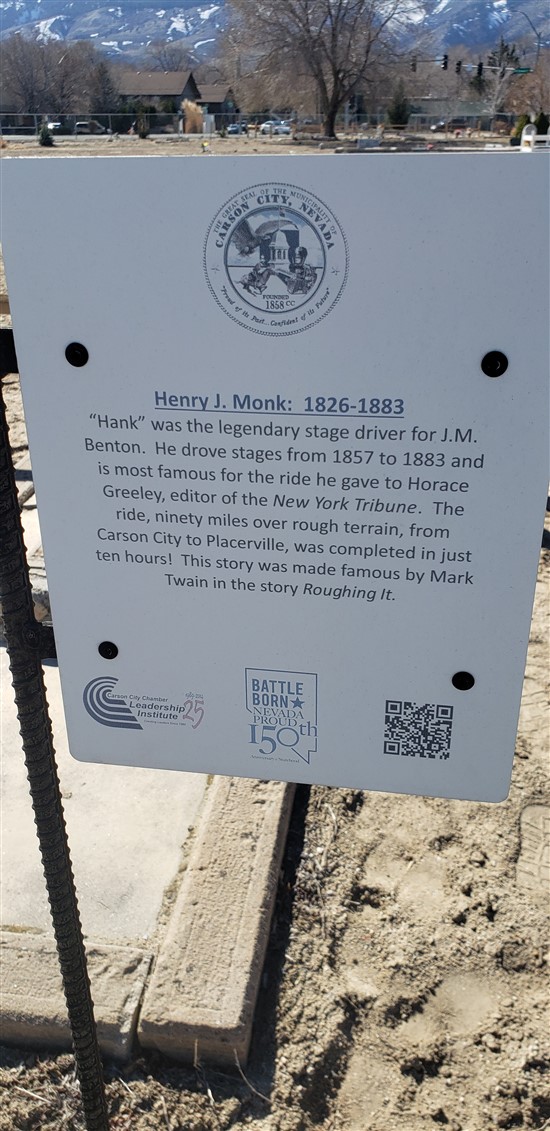 THE GREAT SEAL OF THE MUNICIPALITY OF
CARSON CITY, NEVADA
FOUNDED
1858 CC
"Proud of its Past...Confident of its Future"
Henry J. Monk: 1826-1883
"Hank" was the legendary stage driver for J.M.
Benton. He drove stages from 1857 to 1883 and
is most famous for the ride he gave to Horace
Greeley, editor of the New York Tribune. The
ride, ninety miles over rough terrain, from
Carson City to Placerville, was completed in just
ten hours! This story was made famous by Mark
Twain in the story Roughing It.
Carson City Chamber
Leadership
Institute
25
BATTLE
BORN
NEVADA
PROUD
150th